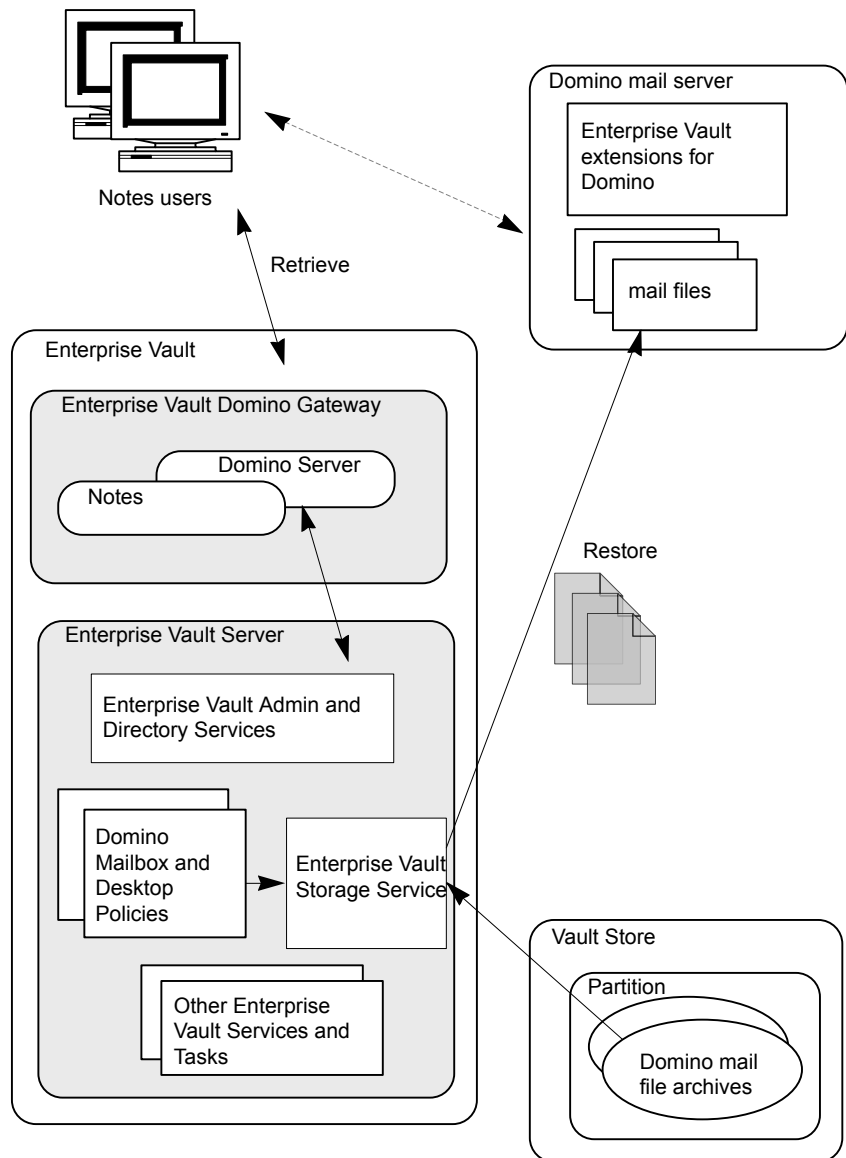 Domino mail server
Enterprise Vault
extensions for
Domino
mail files
Notes users
Retrieve
Enterprise Vault
Enterprise Vault Domino Gateway
Domino Server
Notes
Restore
Enterprise Vault Server
Enterprise Vault Admin and
Directory Services
Domino
Mailbox and
Desktop
Policies
Enterprise Vault
Storage Service
Other Enterprise
Vault Services and
Tasks
Vault Store
Partition
Domino mail
file archives